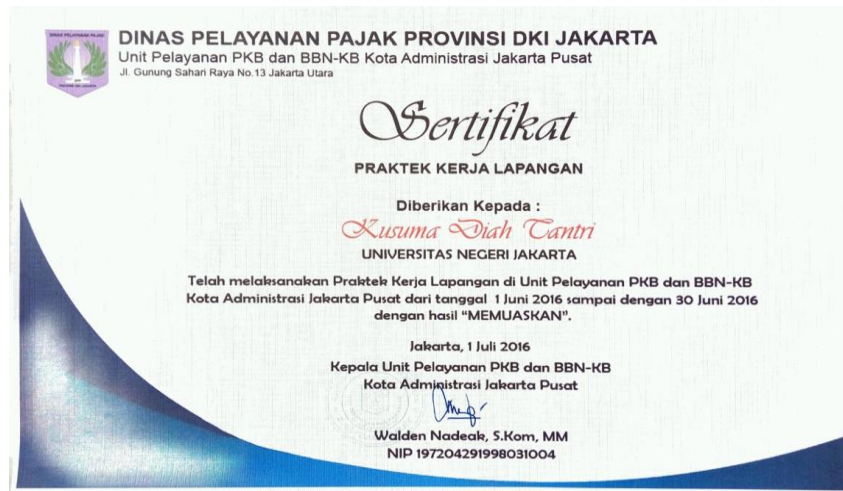 DINAS PELAYANAN PAJAK
DINAS PELAYANAN PAJAK PROVINSI DKI JAKARTA
Unit Pelayanan PKB dan BBN-KB Kota Administrasi Jakarta Pusat
Jl. Gunung Sahari Raya No.13 Jakarta Utara
Sertifikat
PRAKTEK KERJA LAPANGAN
Diberikan Kepada :
Kusuma Diah Tantri
UNIVERSITAS NEGERI JAKARTA
Telah melaksanakan Praktek Kerja Lapangan di Unit Pelayanan PKB dan BBN-KB
Kota Administrasi Jakarta Pusat dari tanggal 1 Juni 2016 sampai dengan 30 Juni 2016
dengan hasil “MEMUASKAN”.
Jakarta, 1 Juli 2016
Kepala Unit Pelayanan PKB dan BBN-KB
Kota Administrasi Jakarta Pusat
Walden Nadeak, S.Kom, MM
NIP 197204291998031004